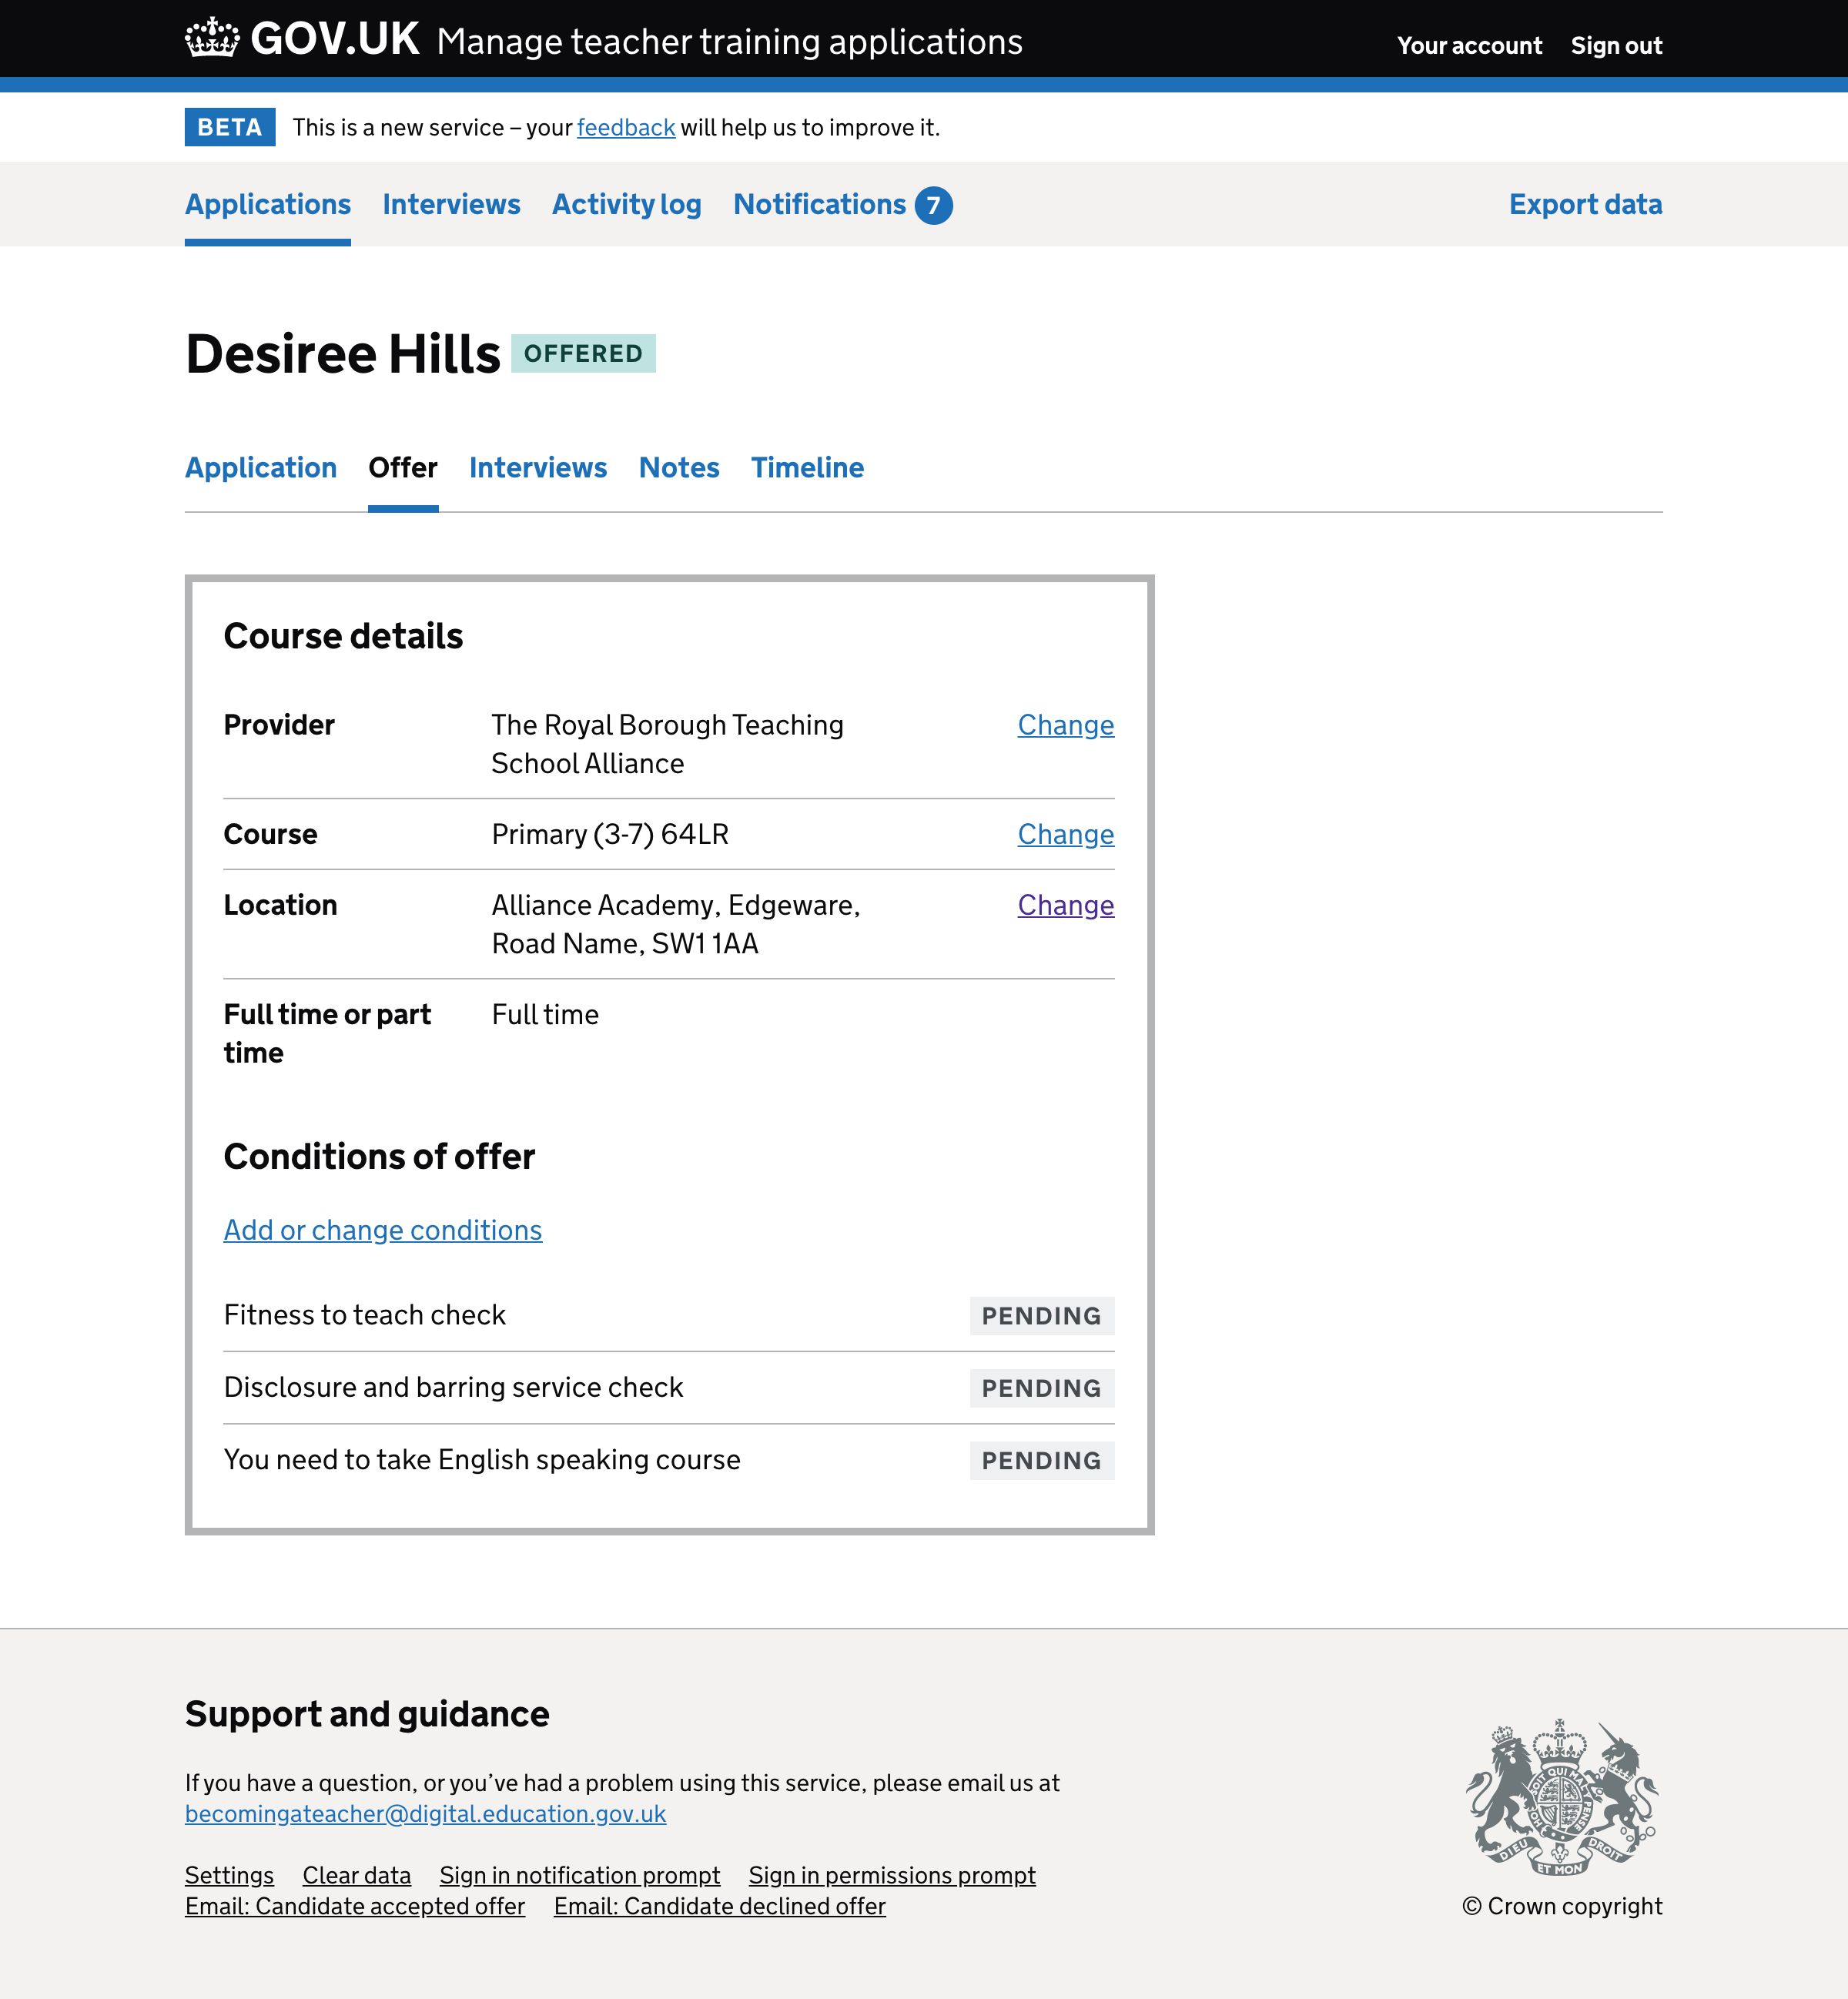 GOV.UK Manage teacher training applications Your account Sign out
BETA This is a new service – your feedback will help us to improve it.
Applications Interviews Activity log Notifications 7 Export data
Desiree Hills OFFERED
Application Offer Interviews Notes Timeline
Course details
Provider The Royal Borough Teaching Change
School Alliance
Course Primary (3-7) 64LR Change
Location Alliance Academy, Edgeware, Change
Road Name, SW1 1AA
Full time or part Full time
time
Conditions of offer
Add or change conditions
Fitness to teach check PENDING
Disclosure and barring service check PENDING
You need to take English speaking course PENDING
Support and guidance
If you have a question, or you’ve had a problem using this service, please email us at
becomingateacher@digital.education.gov.uk
Settings Clear data Sign in notification prompt Sign in permissions prompt
Email: Candidate accepted offer Email: Candidate declined offer
DIEU ET MON DROIT
© Crown copyright